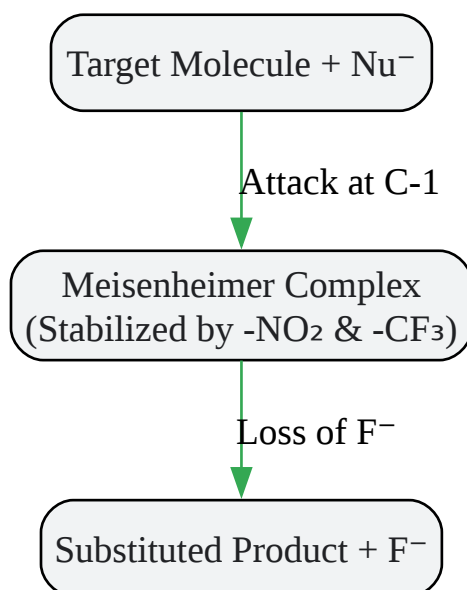 Target Molecule + Nu⁻
Attack at C-1
Meisenheimer Complex
(Stabilized by -NO₂ & -CF₃)
Loss of F⁻
Substituted Product + F⁻